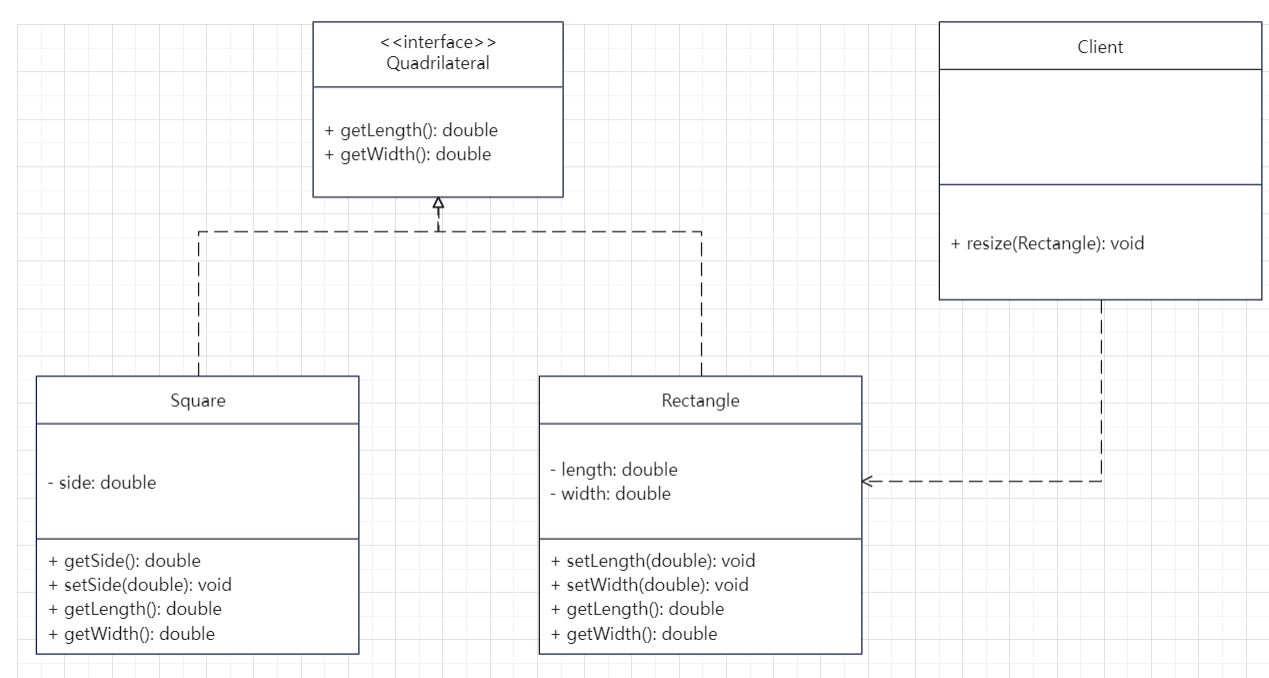 <<interface>>
Quadrilateral
+ getLength(): double
+ getWidth(): double
Client
+ resize(Rectangle): void
Square
- side: double
+ getSide(): double
+ setSide(double): void
+ getLength(): double
+ getWidth(): double
Rectangle
- length: double
- width: double
+ setLength(double): void
+ setWidth(double): void
+ getLength(): double
+ getWidth(): double